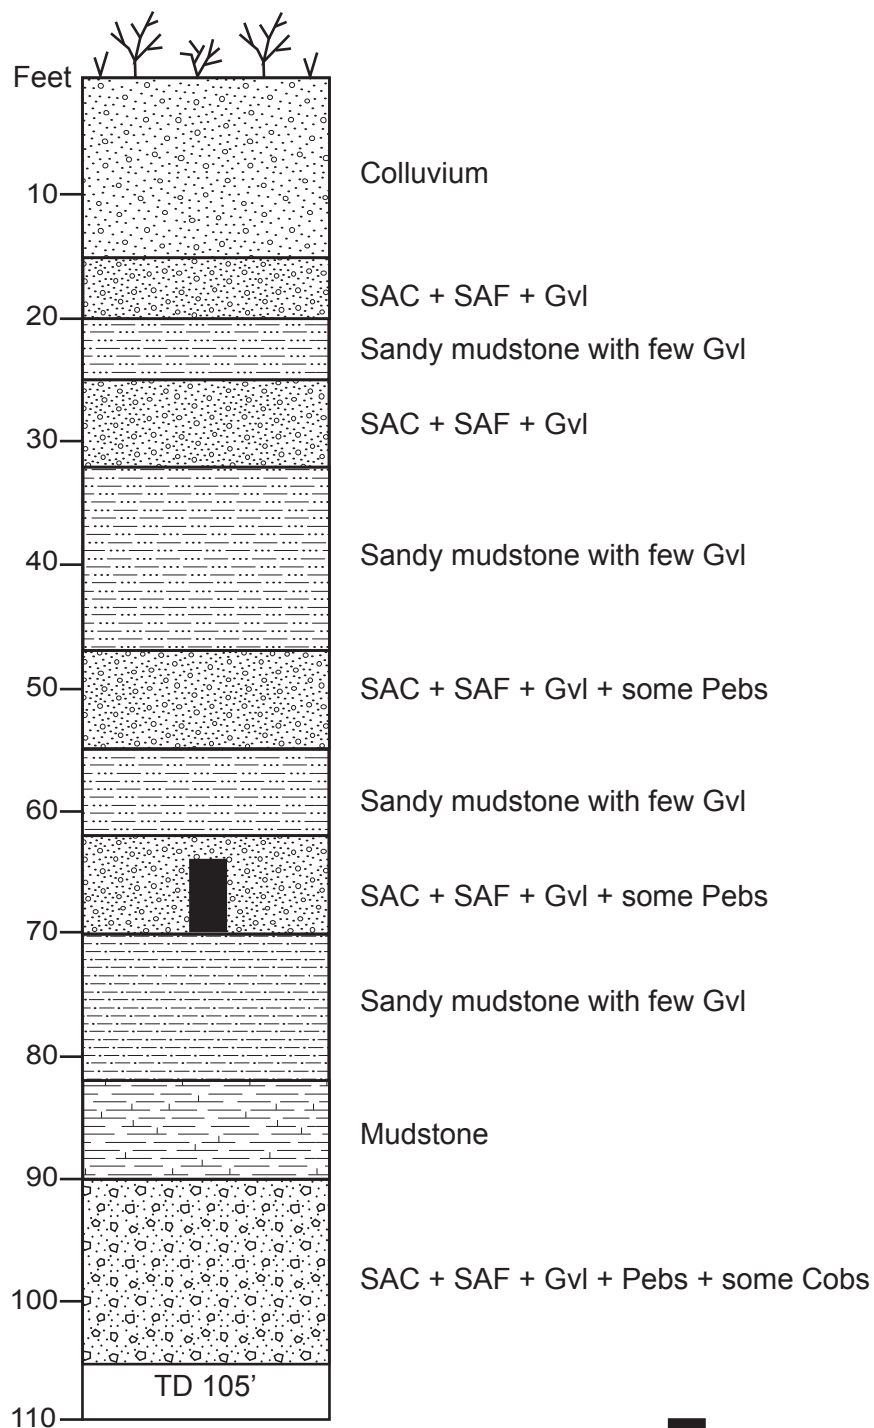 Feet
Colluvium
10
SAC + SAF + Gvl
20
Sandy mudstone with few Gvl
SAC + SAF + Gvl
30
Sandy mudstone with few Gvl
40
50
SAC + SAF + Gvl + some Pebs
Sandy mudstone with few Gvl
60
SAC + SAF + Gvl + some Pebs
70
Sandy mudstone with few Gvl
80
Mudstone
90
SAC + SAF + Gvl + Pebs + some Cobs
100
TD 105’
110